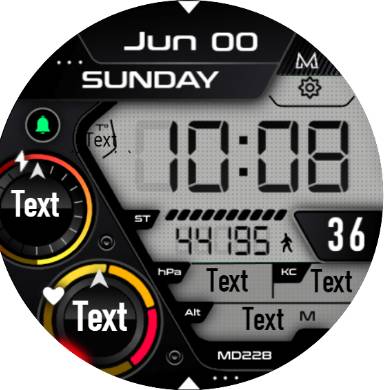 Jun 00
M
SUNDAY
Text
10:08
Text
ST
44195
36
hPa
Text
KC
Text
Text
Alt
Text
M
MD228